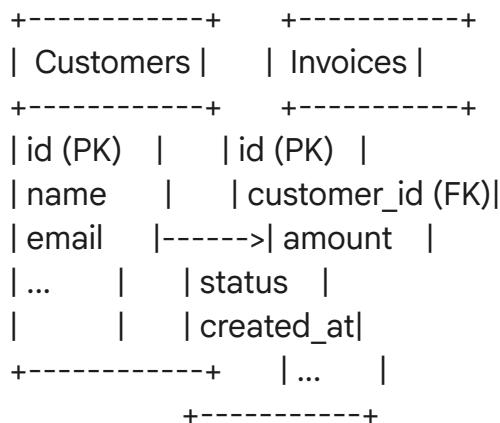 +------------+ +-----------+
| Customers | | Invoices |
+------------+ +-----------+
| id (PK) | | id (PK) |
| name | | customer_id (FK)|
| email |------>| amount |
| ... | | status |
| | | created_at|
+------------+ | ... |
+-----------+